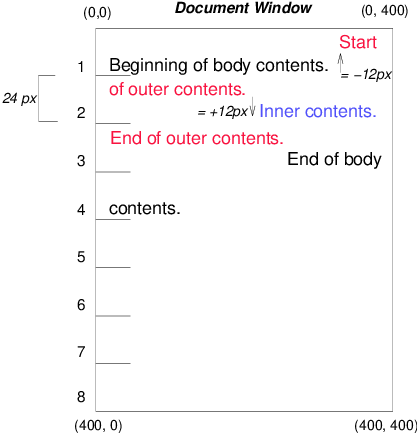 Document Window
(0,0) (0, 400)
Start
1 Beginning of body contents. = −12px
of outer contents.
24 px
= +12px Inner contents.
2
End of outer contents.
3 End of body
4 contents.
5
6
7
8
(400, 0) (400, 400)